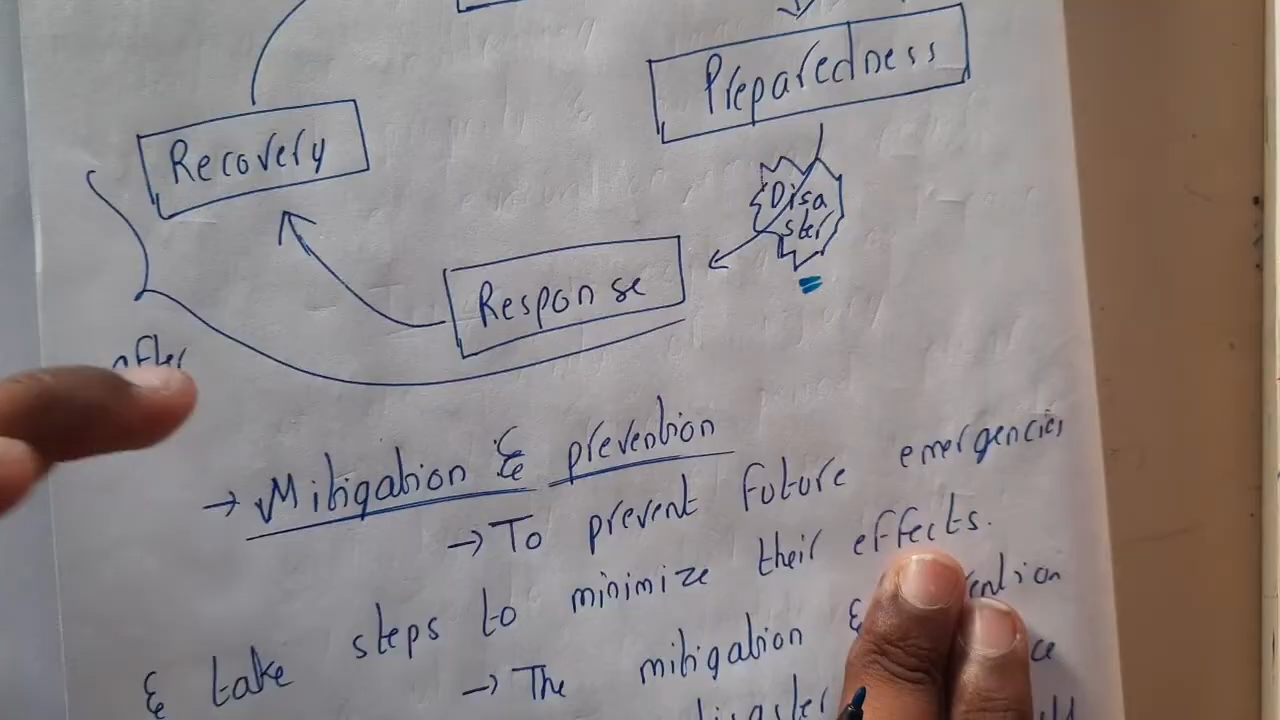 Preparedness
Recovery
Disa
ster
Response
after
→ Mitigation & prevention
→ To prevent future emergencies
& take steps to minimize their effects.
→ The mitigation &